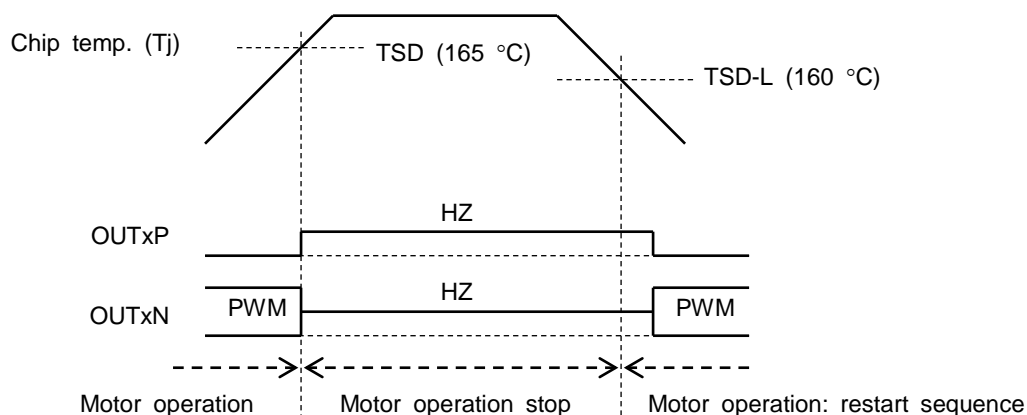 Chip temp. (Tj)
TSD (165 °C)
TSD-L (160 °C)
HZ
OUTxP
HZ
PWM
PWM
OUTxN
Motor operation
Motor operation stop
Motor operation: restart sequence